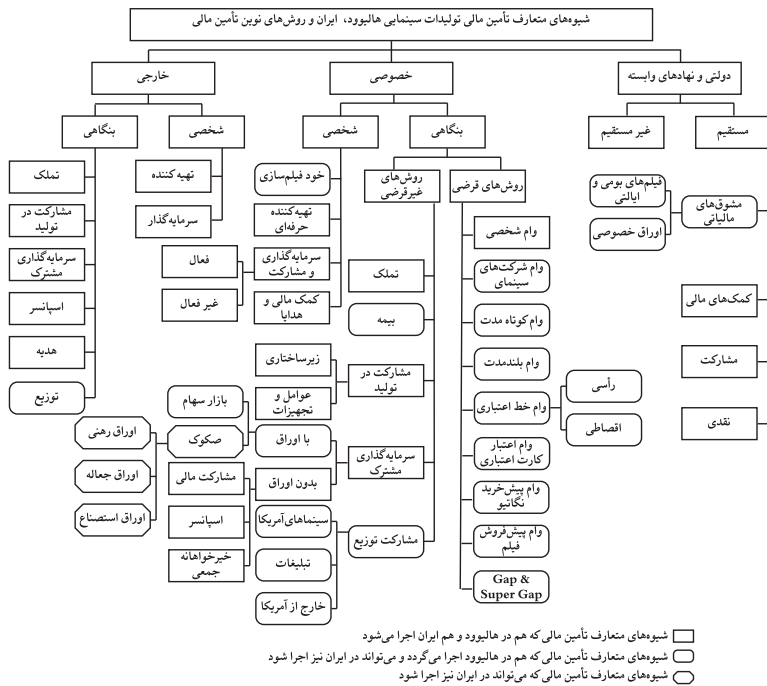 شیوه‌های متعارف تأمین مالی تولیدات سینمایی هالیوود، ایران و روش‌های نوین تأمین مالی
دولتی و نهادهای وابسته
خصوصی
خارجی
مستقیم
غیر مستقیم
بنگاهی
شخصی
شخصی
بنگاهی
مشوق‌های
مالیاتی
فیلم‌های بومی و
ایالتی
اوراق خصوصی
کمک‌های مالی
مشارکت
نقدی
روش‌های قرضی
روش‌های
غیرقرضی
وام شخصی
وام شرکت‌های
سینمای
وام کوتاه مدت
وام بلندمدت
وام خط اعتباری
رأسی
اقصاطی
وام اعتبار
کارت اعتباری
وام پیش‌خرید
نگاتیو
وام پیش‌فروش
فیلم
Gap &
Super Gap
تملک
بیمه
مشارکت در
تولید
زیرساختاری
عوامل و
تجهیزات
سرمایه‌گذاری
مشترک
با اوراق
بازار سهام
صکوک
اوراق رهنی
اوراق جعاله
اوراق استصناع
بدون اوراق
مشارکت مالی
اسپانسر
خیرخواهانه
جمعی
مشارکت توزیع
سینماهای آمریکا
تبلیغات
خارج از آمریکا
خود فیلم‌سازی
تهیه‌کننده
حرفه‌ای
سرمایه‌گذاری
و مشارکت
فعال
غیر فعال
کمک مالی و
هدایا
تهیه‌کننده
سرمایه‌گذار
تملک
مشارکت در
تولید
سرمایه‌گذاری
مشترک
اسپانسر
هدیه
توزیع
شیوه‌های متعارف تأمین مالی که هم در هالیوود و هم ایران اجرا می‌شود
شیوه‌های متعارف تأمین مالی که هم در هالیوود اجرا می‌گردد و می‌تواند در ایران نیز اجرا شود
شیوه‌های متعارف تأمین مالی که می‌تواند در ایران نیز اجرا شود